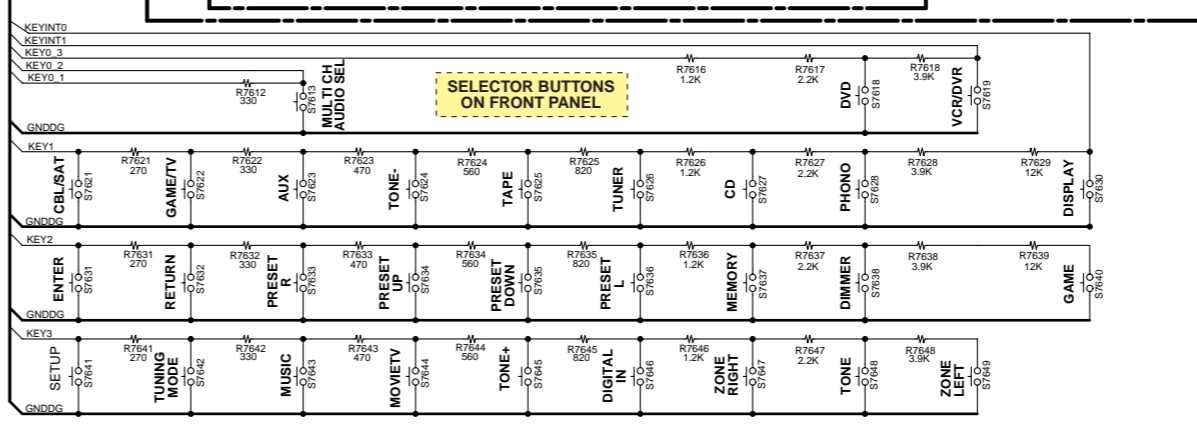 KEYINT0
KEYINT1
KEY0_3
KEY0_2
KEY0_1
R7612
330
S7613
MULTI CH
AUDIO SEL
SELECTOR BUTTONS
ON FRONT PANEL
R7616
1.2K
R7617
2.2K
DVD
S7618
R7618
3.9K
VCR/DVR
S7619
GNDDG
KEY1
CBL/SAT
S7621
R7621
270
GAME/TV
S7622
R7622
330
AUX
S7623
R7623
470
TONE-
S7624
R7624
560
TAPE
S7625
R7625
820
TUNER
S7626
R7626
1.2K
CD
S7627
R7627
2.2K
PHONO
S7628
R7628
3.9K
R7629
12K
DISPLAY
S7630
GNDDG
KEY2
ENTER
S7631
R7631
270
RETURN
S7632
R7632
330
PRESET
R
S7633
R7633
470
PRESET
UP
S7634
R7634
560
PRESET
DOWN
S7635
R7635
820
PRESET
L
S7636
R7636
1.2K
MEMORY
S7637
R7637
2.2K
DIMMER
S7638
R7638
3.9K
R7639
12K
GAME
S7640
GNDDG
KEY3
SETUP
S7641
R7641
270
TUNING
MODE
S7642
R7642
330
MUSIC
S7643
R7643
470
MOVIETV
S7644
R7644
560
TONE+
S7645
R7645
820
DIGITAL
IN
S7646
R7646
1.2K
ZONE
RIGHT
S7647
R7647
2.2K
TONE
S7648
R7648
3.9K
ZONE
LEFT
S7649
GNDDG